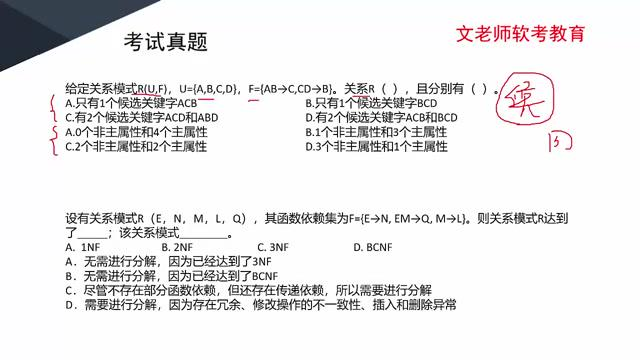 考试真题
文老师软考教育
给定关系模式R(U,F)，U={A,B,C,D}，F={AB→C,CD→B}。关系R（ ），且分别有（ ）。
A.只有1个候选关键字ACB B.只有1个候选关键字BCD
C.有2个候选关键字ACD和ABD D.有2个候选关键字ACB和BCD
A.0个非主属性和4个主属性 B.1个非主属性和3个主属性
C.2个非主属性和2个主属性 D.3个非主属性和1个主属性
设有关系模式R（E，N，M，L，Q），其函数依赖集为F={E→N, EM→Q, M→L}。则关系模式R达到
了_____；该关系模式________。
A. 1NF B. 2NF C. 3NF D. BCNF
A．无需进行分解，因为已经达到了3NF
B．无需进行分解，因为已经达到了BCNF
C．尽管不存在部分函数依赖，但还存在传递依赖，所以需要进行分解
D．需要进行分解，因为存在冗余、修改操作的不一致性、插入和删除异常